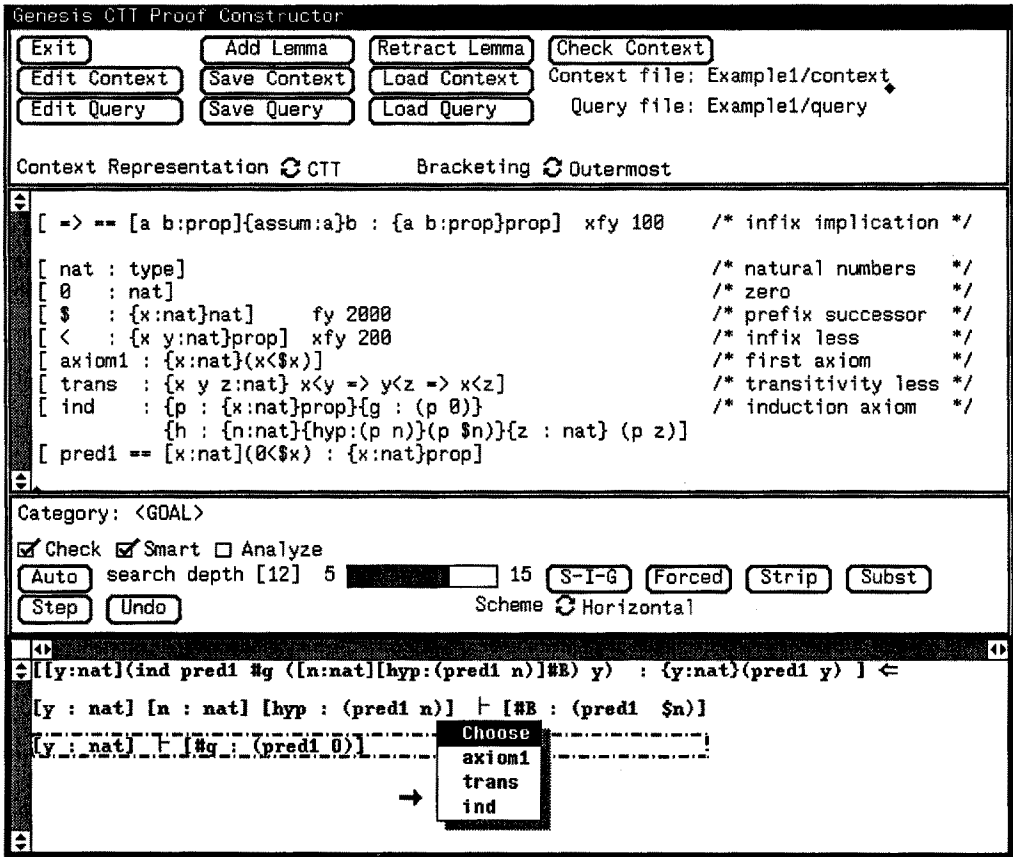 Genesis CTT Proof Constructor
Exit Add Lemma Retract Lemma Check Context
Edit Context Save Context Load Context Context file: Example1/context
Edit Query Save Query Load Query Query file: Example1/query
Context Representation CTT Bracketing Outermost
[ => == [a b:prop]{assum:a}b : {a b:prop}prop] xfy 100 /* infix implication */
[ nat : type] /* natural numbers */
[ 0 : nat] /* zero */
[ $ : {x:nat}nat] fy 2000 /* prefix successor */
[ < : {x y:nat}prop] xfy 200 /* infix less */
[ axiom1 : {x:nat}(x<$x)] /* first axiom */
[ trans : {x y z:nat} x<y => y<z => x<z] /* transitivity less */
[ ind : {p : {x:nat}prop}{g : (p 0)} /* induction axiom */
{h : {n:nat}{hyp:(p n)}(p $n)}{z : nat} (p z)]
[ pred1 == [x:nat](0<$x) : {x:nat}prop]
Category: <GOAL>
Check Smart Analyze
Auto search depth [12] 5 15 S-I-G Forced Strip Subst
Step Undo Scheme Horizontal
[[y:nat](ind pred1 #g ([n:nat][hyp:(pred1 n)]#B) y) : {y:nat}(pred1 y) ] ⇐
[y : nat] [n : nat] [hyp : (pred1 n)] ⊢ [#B : (pred1 $n)]
[y : nat] ⊢ [#g : (pred1 0)]
Choose
axiom1
trans
→ ind